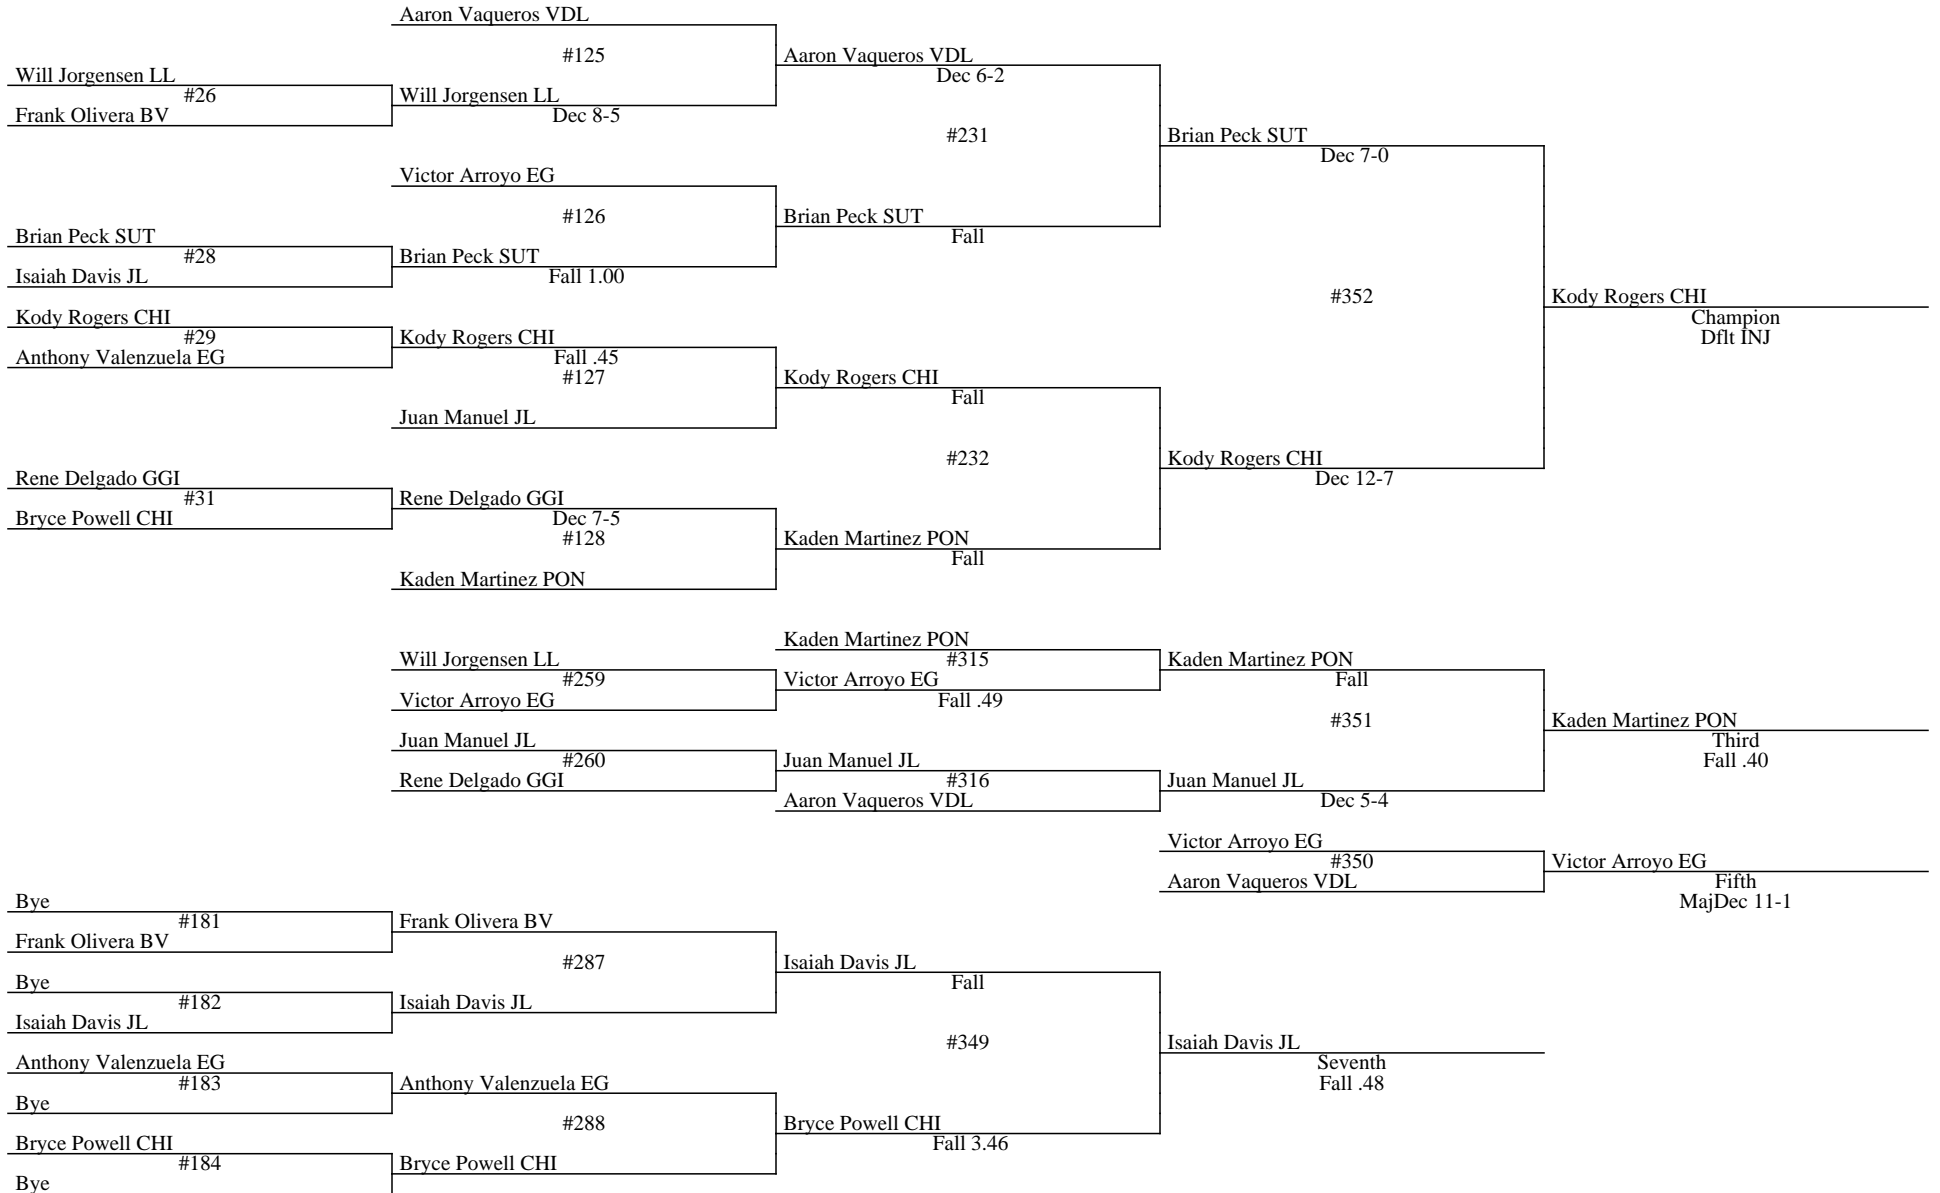 Aaron Vaqueros VDL
#125
Aaron Vaqueros VDL
Dec 6-2
Will Jorgensen LL
#26
Will Jorgensen LL
Dec 8-5
Frank Olivera BV
#231
Brian Peck SUT
Dec 7-0
Victor Arroyo EG
#126
Brian Peck SUT
Fall
Brian Peck SUT
#28
Brian Peck SUT
Fall 1.00
Isaiah Davis JL
#352
Kody Rogers CHI
Champion
Dflt INJ
Kody Rogers CHI
#29
Kody Rogers CHI
Fall .45
Anthony Valenzuela EG
#127
Kody Rogers CHI
Fall
Juan Manuel JL
#232
Kody Rogers CHI
Dec 12-7
Rene Delgado GGI
#31
Rene Delgado GGI
Dec 7-5
Bryce Powell CHI
#128
Kaden Martinez PON
Fall
Kaden Martinez PON
Kaden Martinez PON
Will Jorgensen LL
#315
Kaden Martinez PON
Fall
#259
Victor Arroyo EG
Fall .49
Victor Arroyo EG
#351
Kaden Martinez PON
Third
Fall .40
Juan Manuel JL
#260
Juan Manuel JL
Rene Delgado GGI
#316
Juan Manuel JL
Dec 5-4
Aaron Vaqueros VDL
Victor Arroyo EG
#350
Victor Arroyo EG
Fifth
MajDec 11-1
Aaron Vaqueros VDL
Bye
#181
Frank Olivera BV
Frank Olivera BV
#287
Isaiah Davis JL
Fall
Bye
#182
Isaiah Davis JL
Isaiah Davis JL
#349
Isaiah Davis JL
Seventh
Fall .48
Anthony Valenzuela EG
#183
Anthony Valenzuela EG
Bye
#288
Bryce Powell CHI
Fall 3.46
Bryce Powell CHI
#184
Bryce Powell CHI
Bye